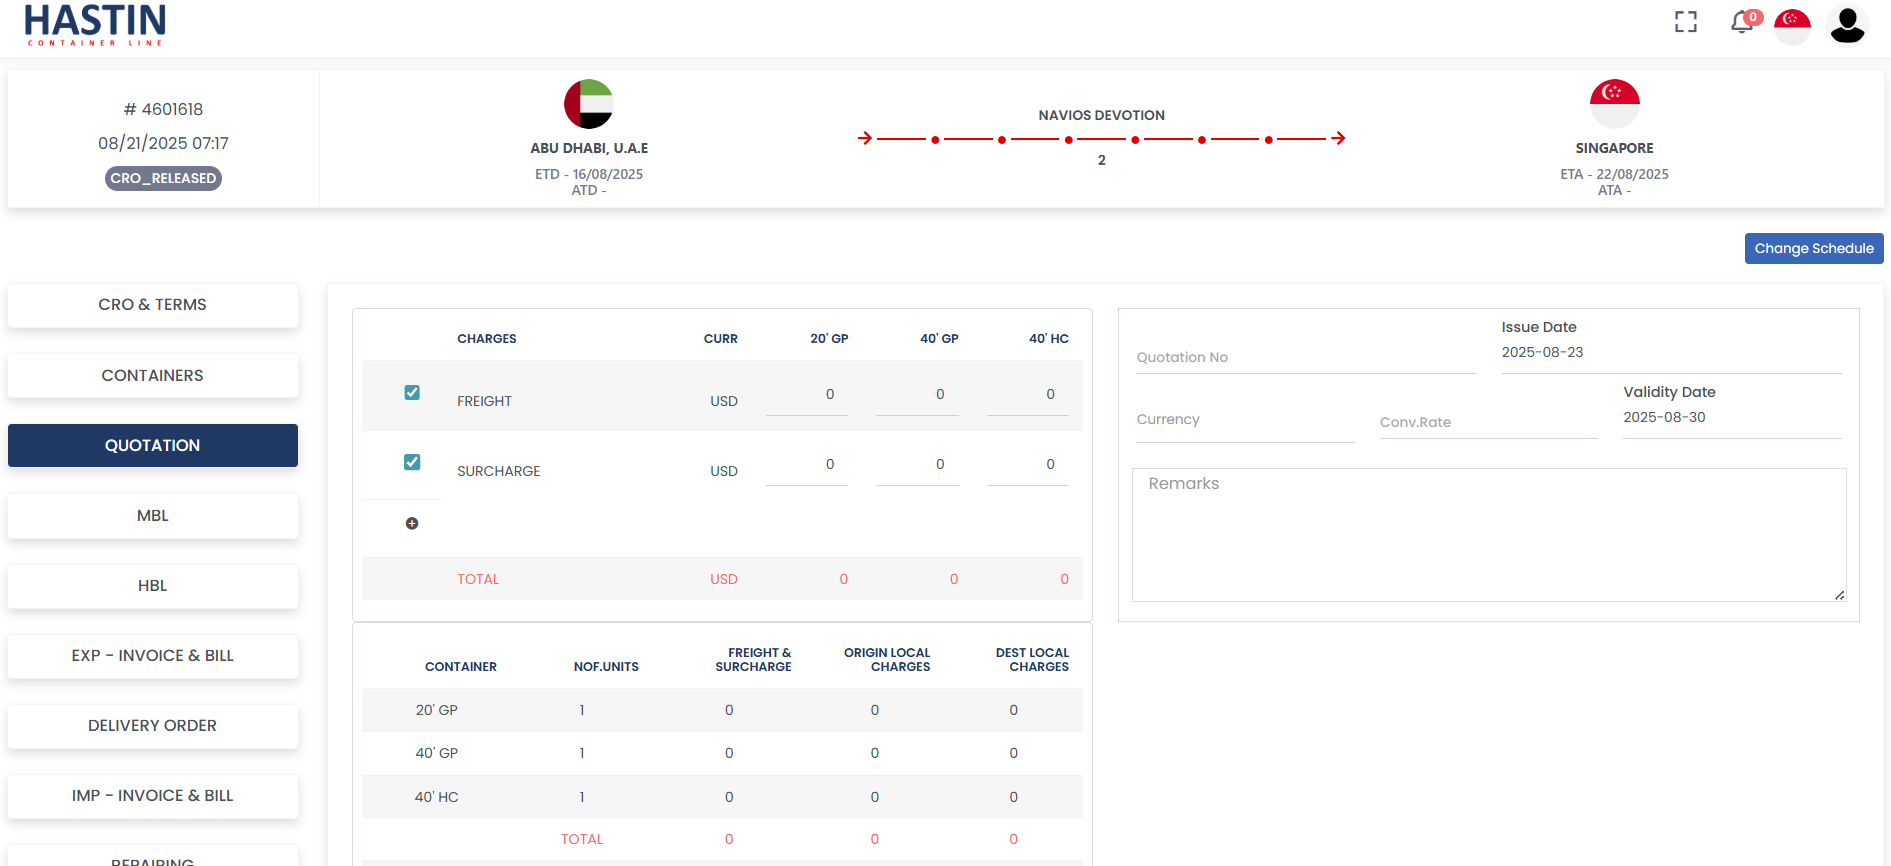 HASTIN
CONTAINER LINE
0
# 4601618
08/21/2025 07:17
CRO_RELEASED
ABU DHABI, U.A.E
ETD - 16/08/2025
ATD -
NAVIOS DEVOTION
2
SINGAPORE
ETA - 22/08/2025
ATA -
Change Schedule
CRO & TERMS
CONTAINERS
QUOTATION
MBL
HBL
EXP - INVOICE & BILL
DELIVERY ORDER
IMP - INVOICE & BILL
REPAIRING
CHARGES CURR 20' GP 40' GP 40' HC
FREIGHT USD 0 0 0
SURCHARGE USD 0 0 0
TOTAL USD 0 0 0
CONTAINER NOF.UNITS FREIGHT & SURCHARGE ORIGIN LOCAL CHARGES DEST LOCAL CHARGES
20' GP 1 0 0 0
40' GP 1 0 0 0
40' HC 1 0 0 0
TOTAL 0 0 0
Quotation No
Issue Date
2025-08-23
Currency
Conv.Rate
Validity Date
2025-08-30
Remarks